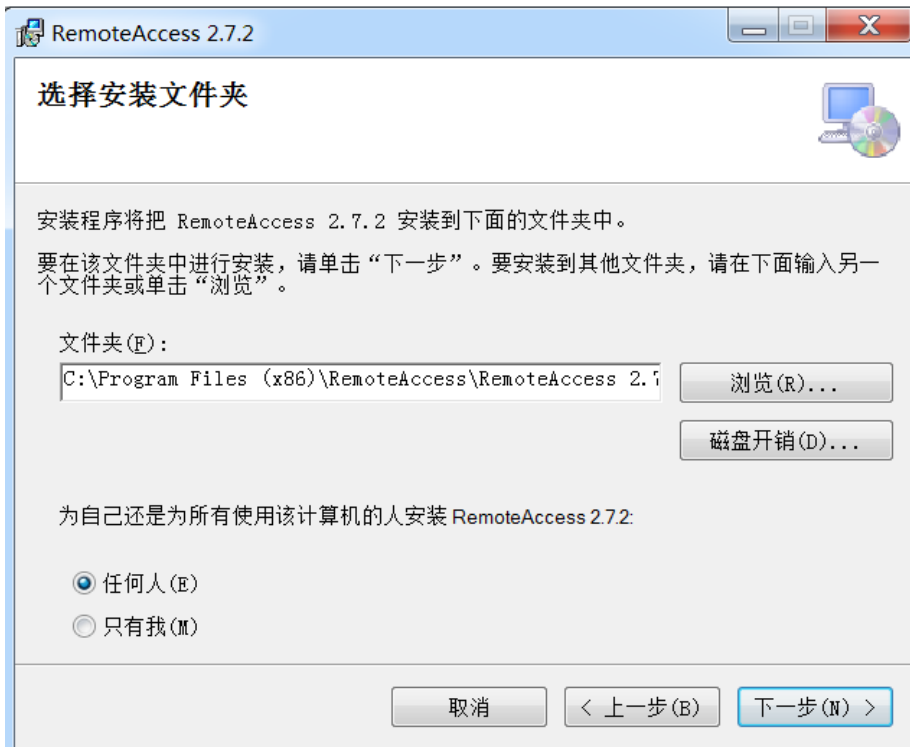 RemoteAccess 2.7.2
选择安装文件夹
安装程序将把 RemoteAccess 2.7.2 安装到下面的文件夹中。
要在该文件夹中进行安装，请单击“下一步”。要安装到其他文件夹，请在下面输入另一
个文件夹或单击“浏览”。
文件夹(F):
C:\Program Files (x86)\RemoteAccess\RemoteAccess 2.7
浏览(R)...
磁盘开销(D)...
为自己还是为所有使用该计算机的人安装 RemoteAccess 2.7.2:
任何人(E)
只有我(M)
取消
< 上一步(B)
下一步(N) >